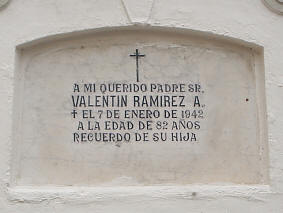 A MI QUERIDO PADRE SR.
VALENTIN RAMIREZ A.
✝ EL 7 DE ENERO DE 1942
A LA EDAD DE 82 AÑOS
RECUERDO DE SU HIJA